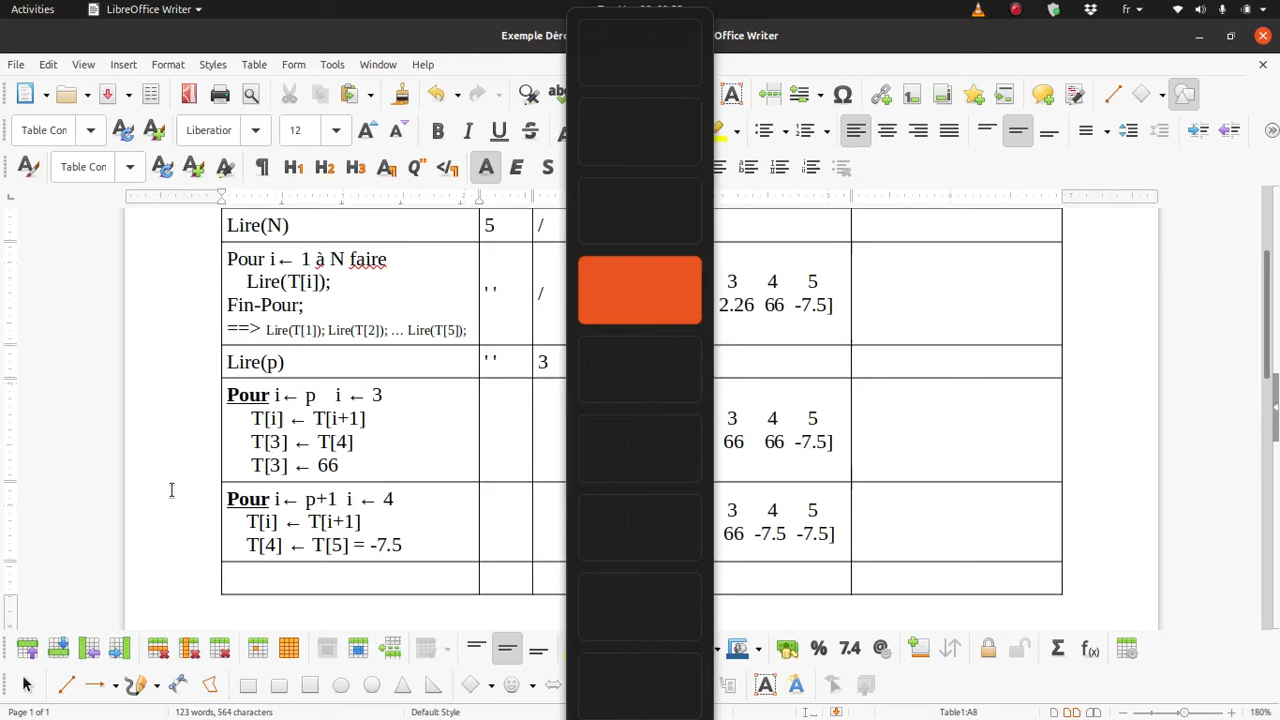 Activities LibreOffice Writer fr
Exemple Office Writer
File Edit View Insert Format Styles Table Form Tools Window Help
Table Con Liberation 12
Table Con H1 H2 H3
Lire(N) 5 /
Pour i← 1 à N faire
Lire(T[i]); 3 4 5
Fin-Pour; ' ' / 2.26 66 -7.5]
==> Lire(T[1]); Lire(T[2]); … Lire(T[5]);
Lire(p) ' ' 3
Pour i← p i ← 3
T[i] ← T[i+1] 3 4 5
T[3] ← T[4] 66 66 -7.5]
T[3] ← 66
Pour i← p+1 i ← 4 3 4 5
T[i] ← T[i+1] 66 -7.5 -7.5]
T[4] ← T[5] = -7.5
Page 1 of 1 123 words, 564 characters Default Style Table1:A8 180%